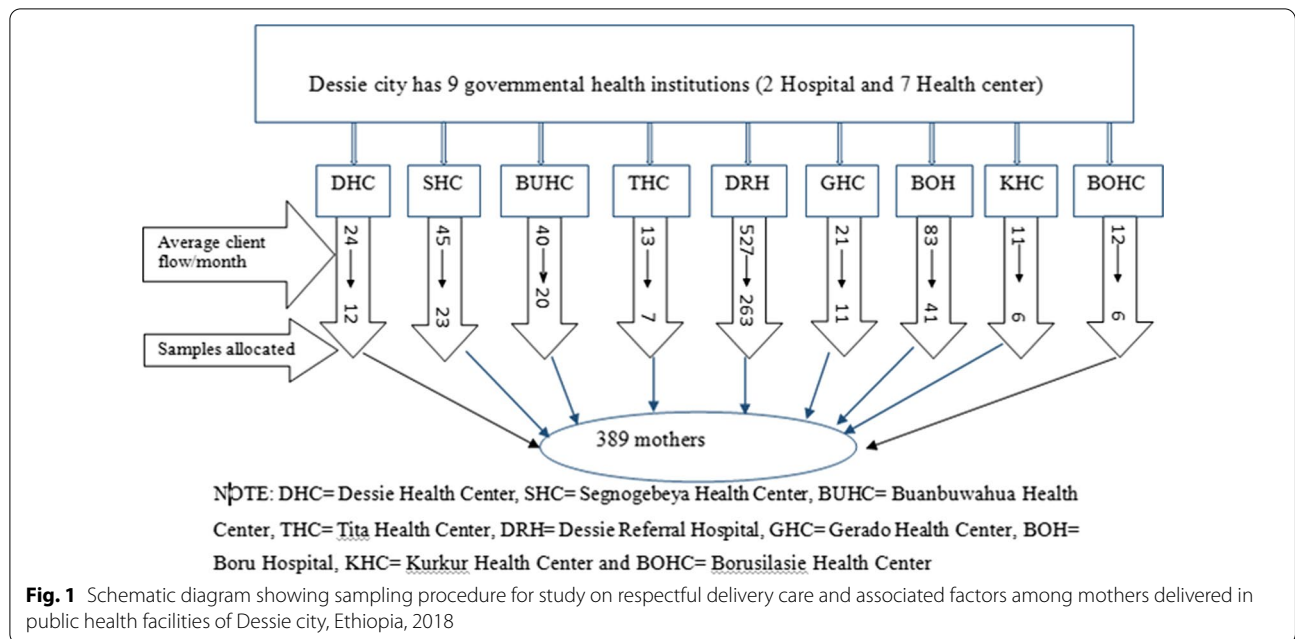 Dessie city has 9 governmental health institutions (2 Hospital and 7 Health center)
DHC
SHC
BUHC
THC
DRH
GHC
BOH
KHC
BOHC
Average client
flow/month
24
45
40
13
527
21
83
11
12
Samples allocated
12
23
20
7
263
11
41
6
6
389 mothers
NOTE: DHC= Dessie Health Center, SHC= Segnogebeya Health Center, BUHC= Buanbuwahua Health
Center, THC= Tita Health Center, DRH= Dessie Referral Hospital, GHC= Gerado Health Center, BOH=
Boru Hospital, KHC= Kurkur Health Center and BOHC= Borusilasie Health Center
Fig. 1 Schematic diagram showing sampling procedure for study on respectful delivery care and associated factors among mothers delivered in
public health facilities of Dessie city, Ethiopia, 2018